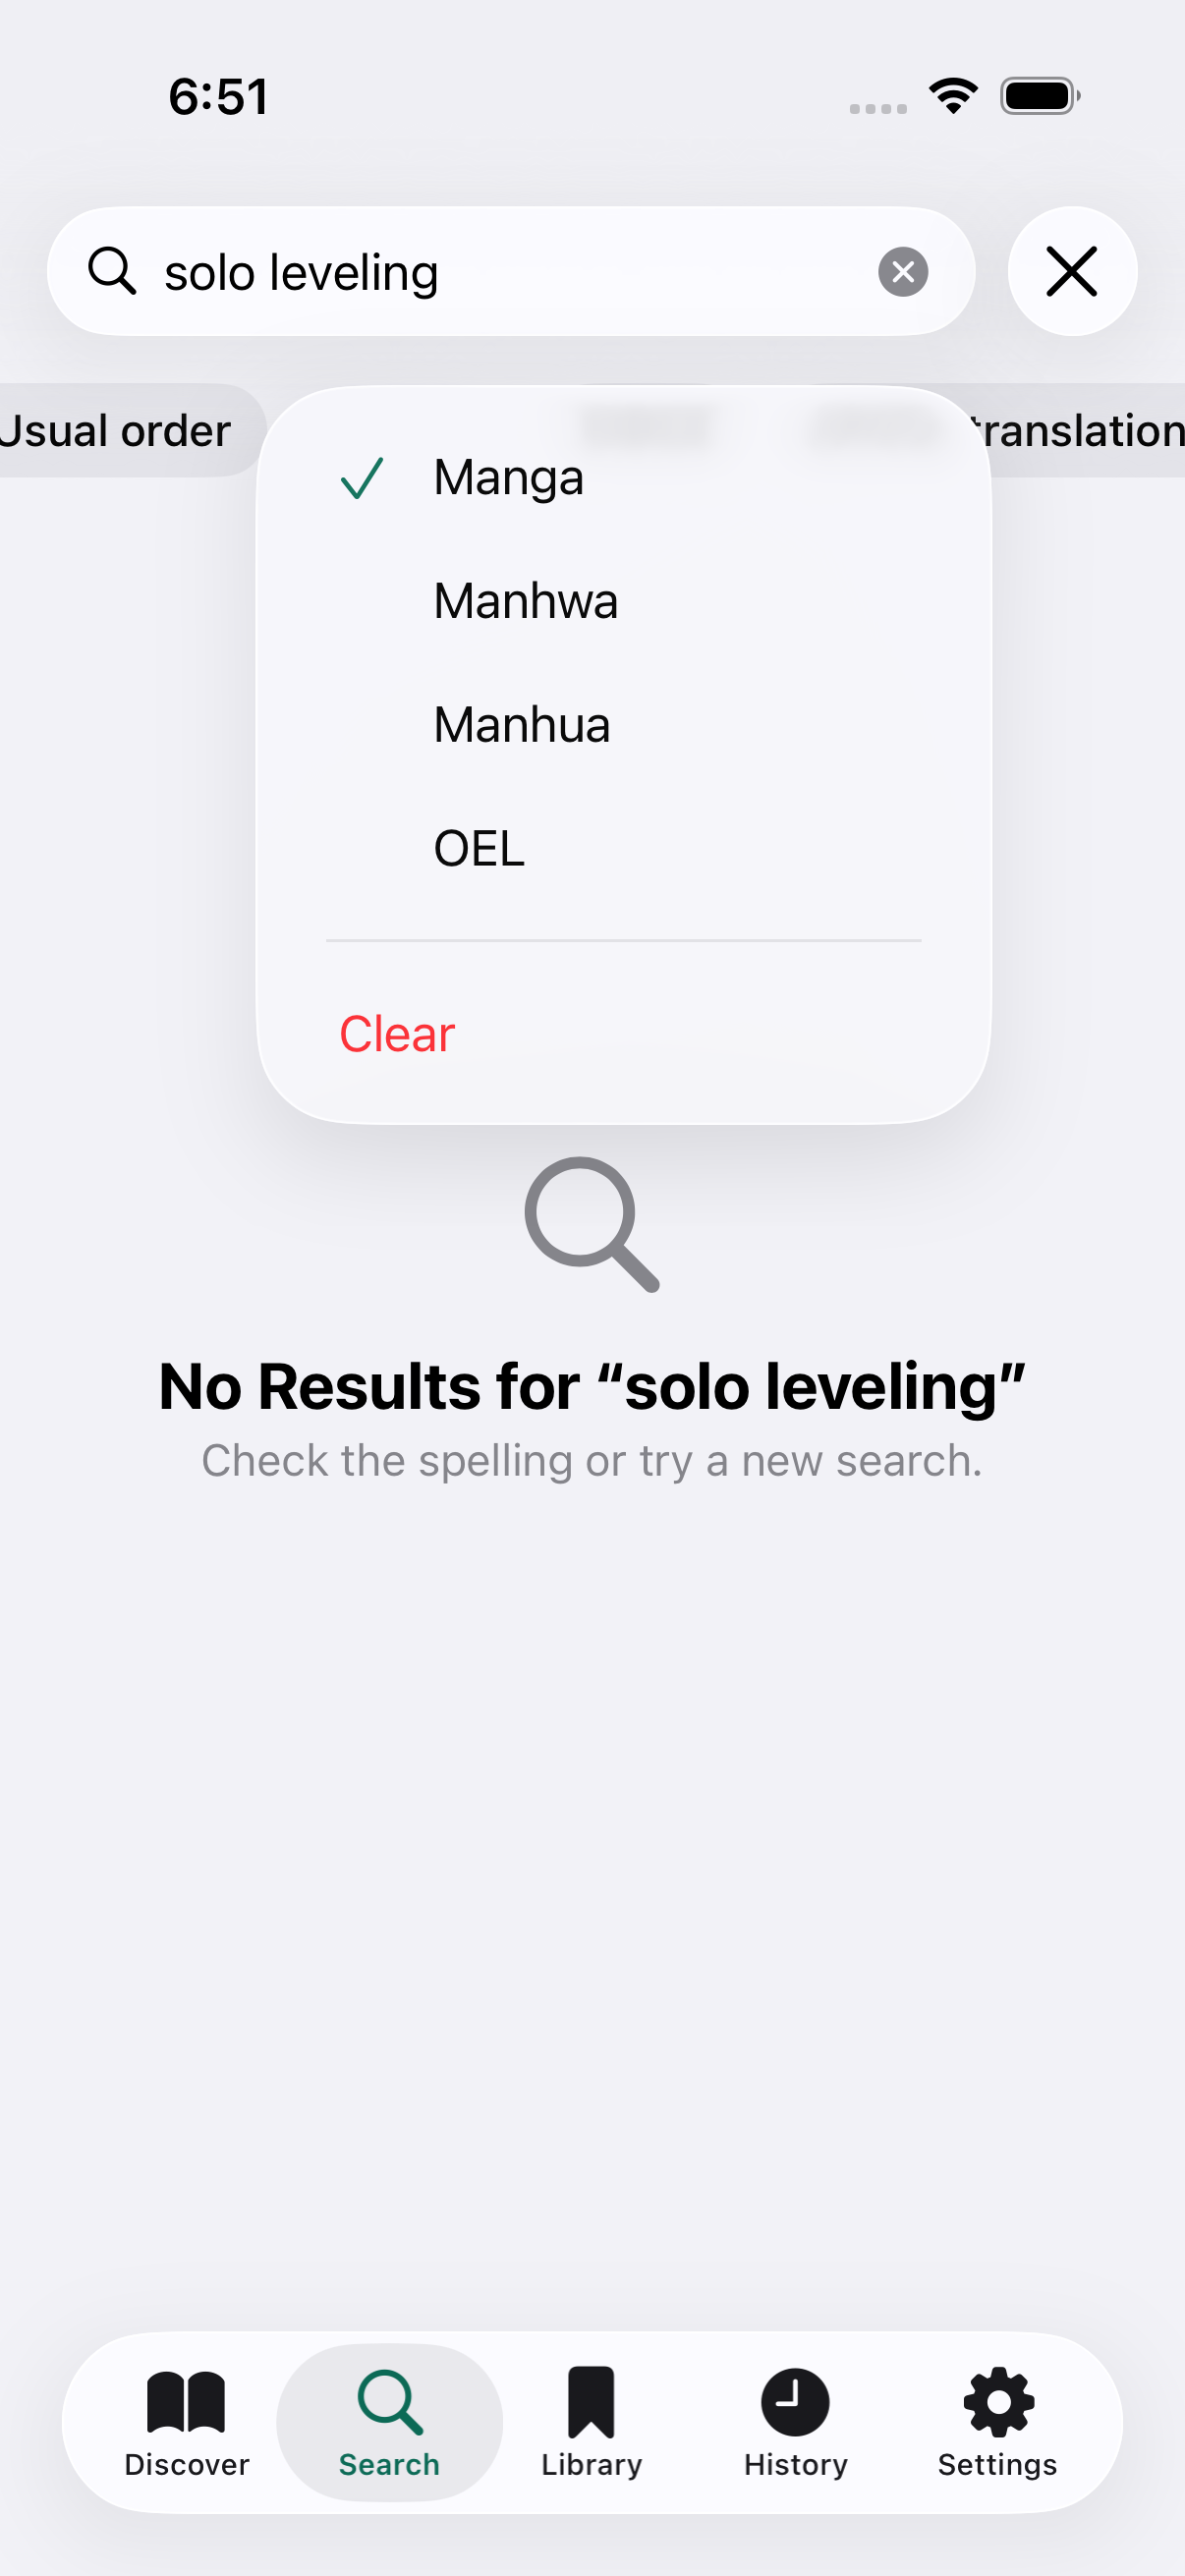 6:51
solo leveling
Usual order
translation
Manga
Manhwa
Manhua
OEL
Clear
No Results for “solo leveling”
Check the spelling or try a new search.
Discover
Search
Library
History
Settings